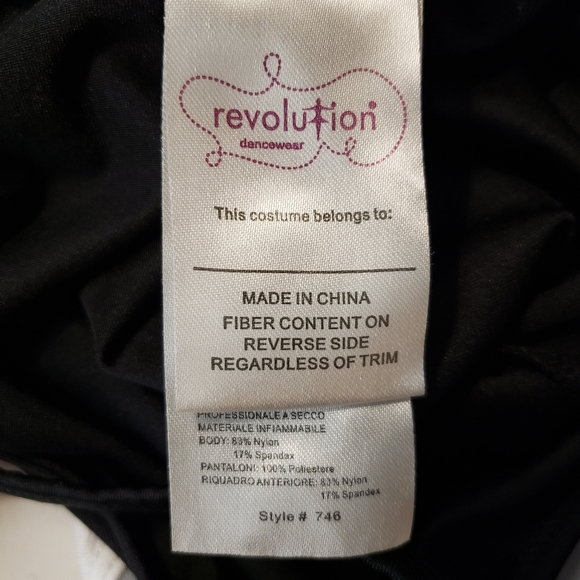 revolution
dancewear
This costume belongs to:
MADE IN CHINA
FIBER CONTENT ON
REVERSE SIDE
REGARDLESS OF TRIM
PROFESSIONALE A SECCO
MATERIALE INFIAMMABILE
BODY: 83% Nylon
17% Spandex
PANTALONI: 100% Poliestere
RIQUADRO ANTERIORE: 83% Nylon
17% Spandex
Style # 746